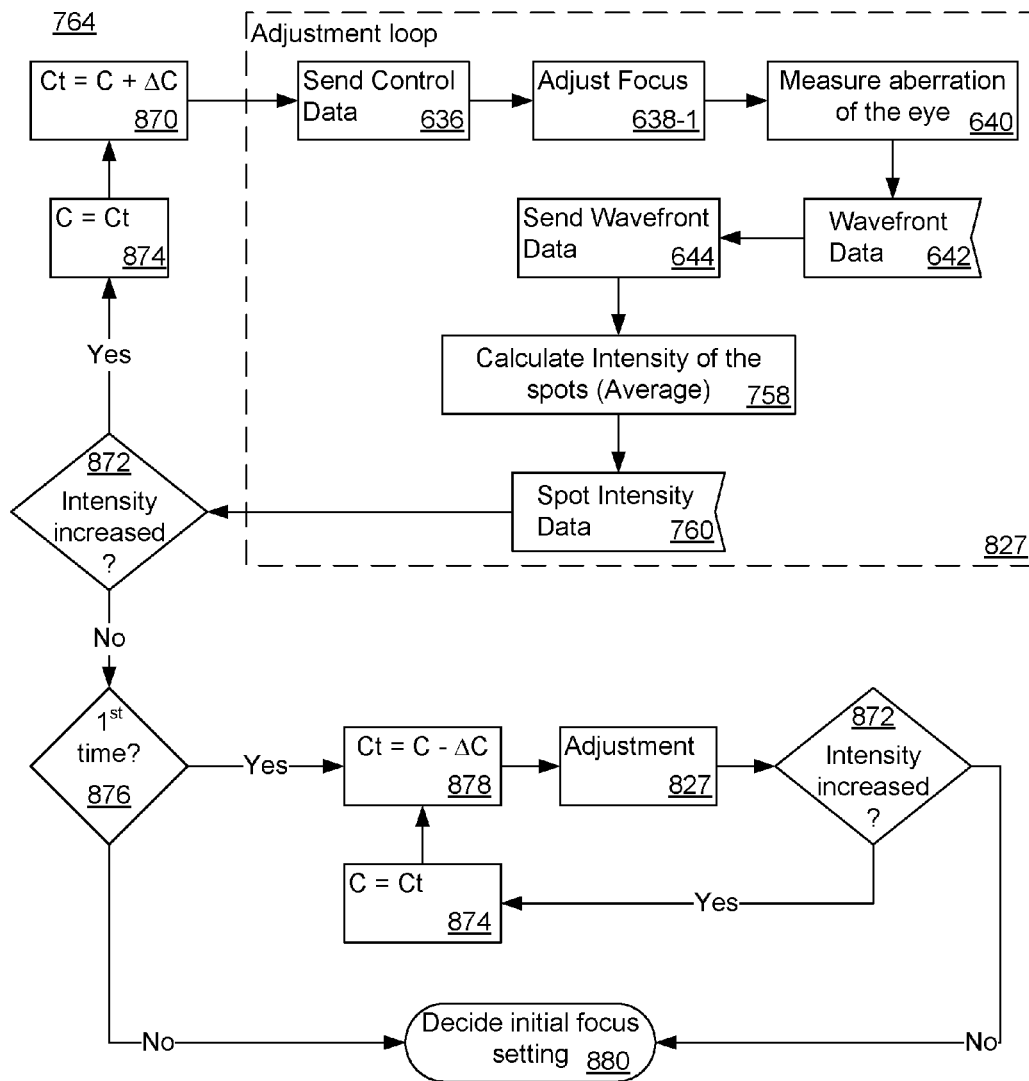 764
Adjustment loop
Ct = C + ΔC
870
Send Control
Data
636
Adjust Focus
638-1
Measure aberration
of the eye
640
C = Ct
874
Send Wavefront
Data
644
Wavefront
Data
642
Yes
Calculate Intensity of the
spots (Average)
758
872
Intensity
increased
?
Spot Intensity
Data
760
827
No
1st
time?
876
Yes
Ct = C - ΔC
878
Adjustment
827
872
Intensity
increased
?
C = Ct
874
Yes
No
Decide initial focus
setting
880
No